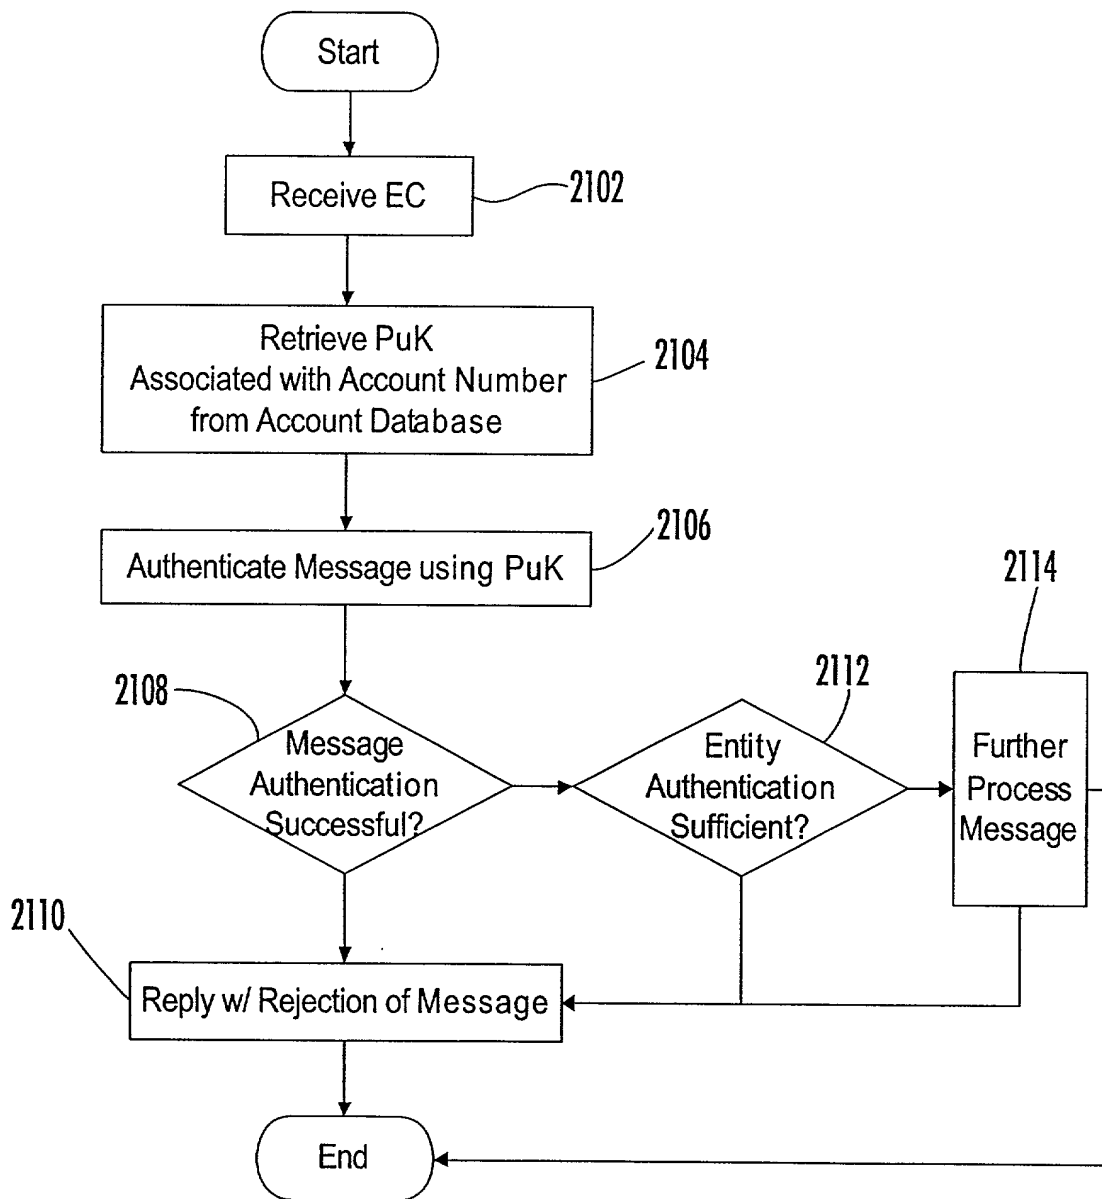 Start
Receive EC
2102
Retrieve PuK
Associated with Account Number
from Account Database
2104
Authenticate Message using PuK
2106
2108
Message
Authentication
Successful?
2112
Entity
Authentication
Sufficient?
2114
Further
Process
Message
2110
Reply w/ Rejection of Message
End